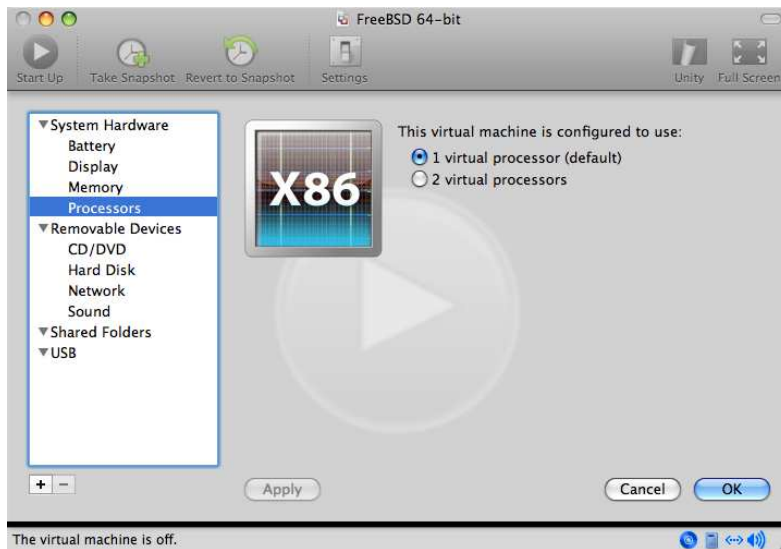 FreeBSD 64-bit
Start Up Take Snapshot Revert to Snapshot Settings Unity Full Screen
System Hardware
Battery
Display
Memory
Processors
Removable Devices
CD/DVD
Hard Disk
Network
Sound
Shared Folders
USB
X86
This virtual machine is configured to use:
1 virtual processor (default)
2 virtual processors
+ −
Apply
Cancel
OK
The virtual machine is off.